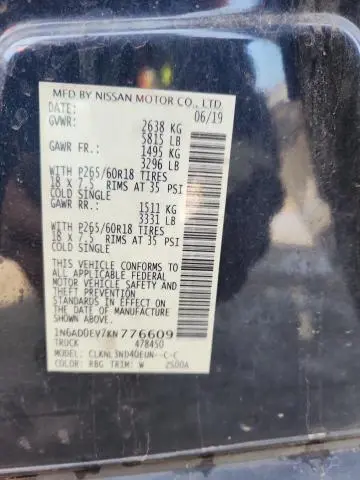 MFD BY NISSAN MOTOR CO., LTD
DATE: 06/19
GVWR: 2638 KG
5815 LB
GAWR FR.: 1495 KG
3296 LB
WITH P265/60R18 TIRES
18 X 7.5 RIMS AT 35 PSI
COLD SINGLE
GAWR RR.: 1511 KG
3331 LB
WITH P265/60R18 TIRES
18 X 7.5 RIMS AT 35 PSI
COLD SINGLE
THIS VEHICLE CONFORMS TO
ALL APPLICABLE FEDERAL
MOTOR VEHICLE SAFETY
STANDARDS IN EFFECT ON
THE DATE OF MANUFACTURE
SHOWN ABOVE.
1N6AD0EV7KN776609
TRUCK 478450
MODEL: CLKNL3ND40EUN--C-C
COLOR: RBG TRIM: W 2500A